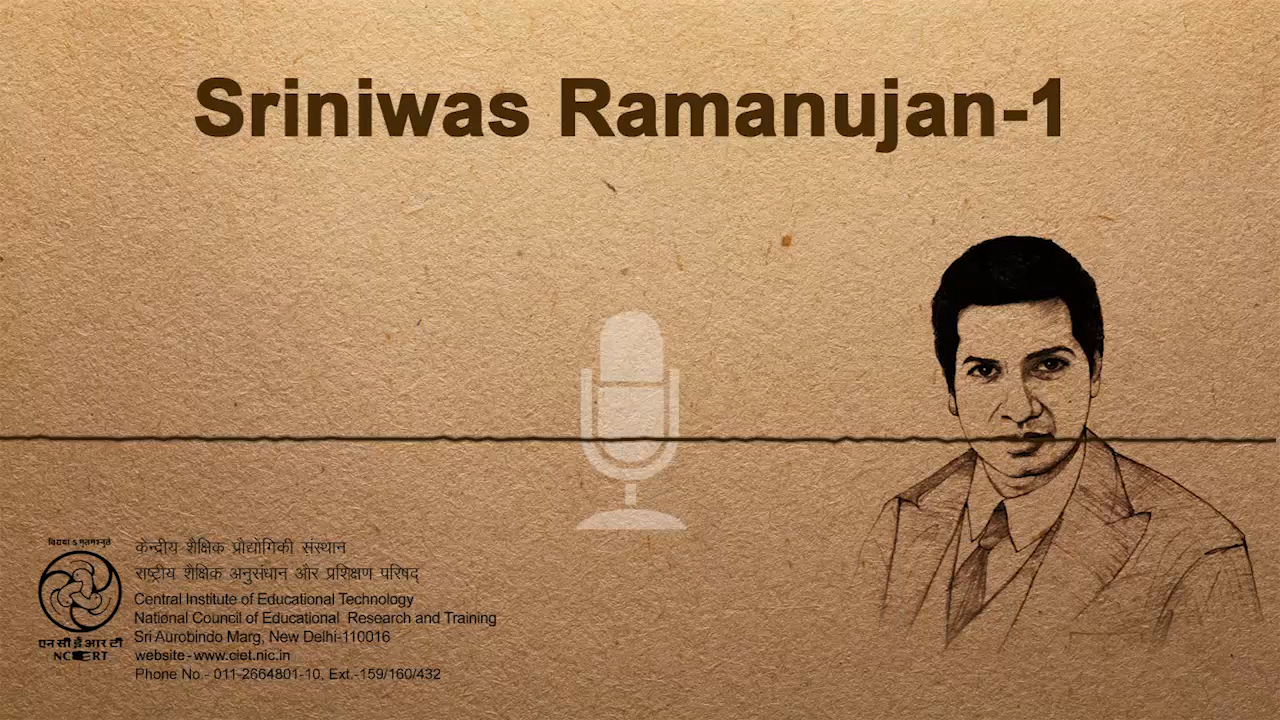 Sriniwas Ramanujan-1
विद्यया ऽ मृतमश्नुते
एन सी ई आर टी
NCERT
केन्द्रीय शैक्षिक प्रौद्योगिकी संस्थान
राष्ट्रीय शैक्षिक अनुसंधान और प्रशिक्षण परिषद्
Central Institute of Educational Technology
National Council of Educational Research and Training
Sri Aurobindo Marg, New Delhi-110016
website - www.ciet.nic.in
Phone No.- 011-2664801-10, Ext.-159/160/432